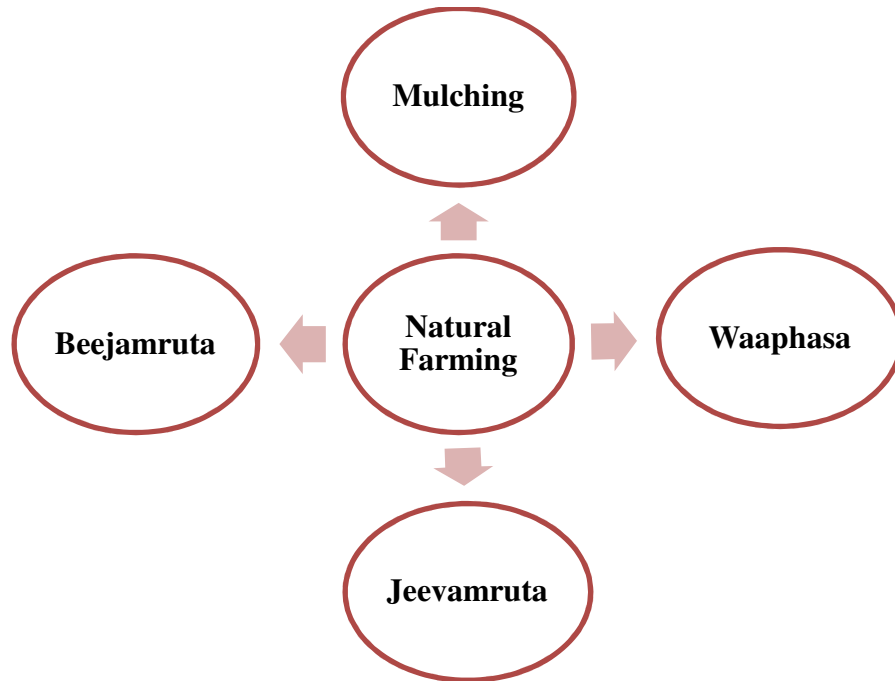 Mulching
Beejamruta
Natural
Farming
Waaphasa
Jeevamruta